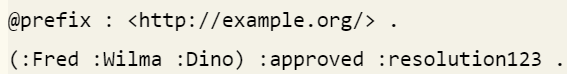 @prefix : <http://example.org/> .
(:Fred :Wilma :Dino) :approved :resolution123 .